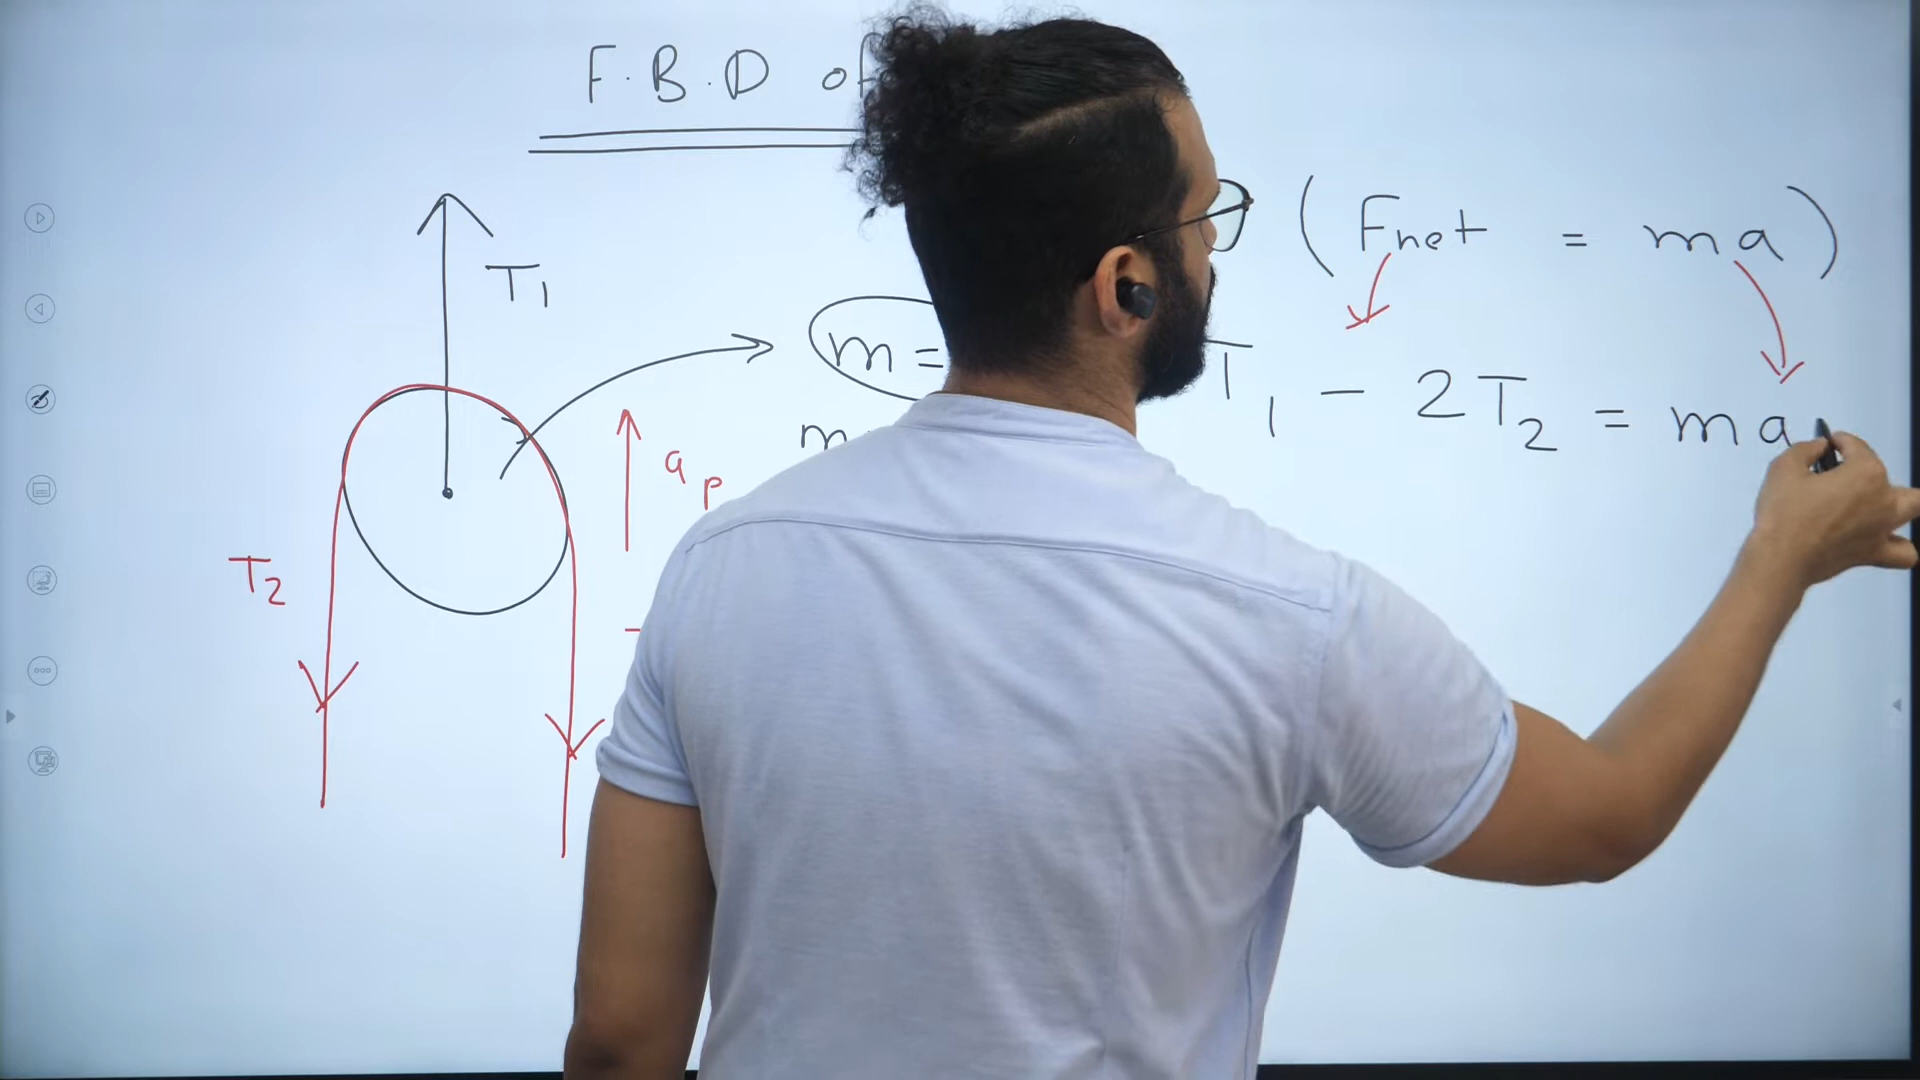 F.B.D of
(Fnet = ma)
T1
m =
T1 - 2T2 = ma
m
ap
T2